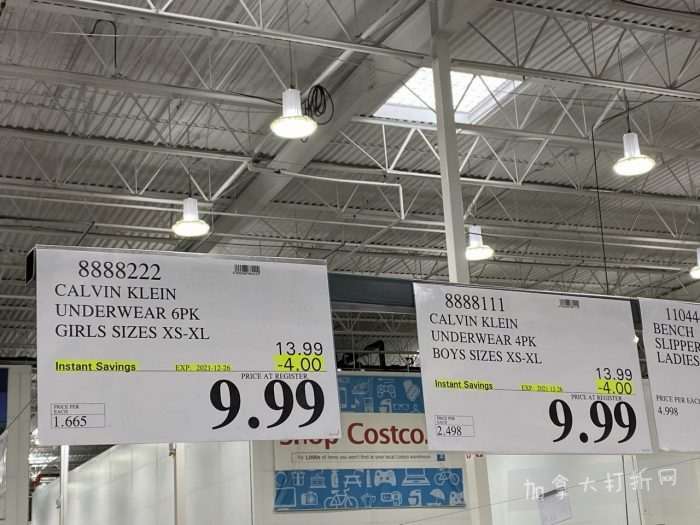 8888222
CALVIN KLEIN
UNDERWEAR 6PK
GIRLS SIZES XS-XL
13.99
Instant Savings EXP. 2021-12-26 -4.00
PRICE AT REGISTER
9.99
PRICE PER
EACH
1.665
8888111
CALVIN KLEIN
UNDERWEAR 4PK
BOYS SIZES XS-XL
13.99
Instant Savings EXP. 2021-12-26 -4.00
PRICE AT REGISTER
9.99
PRICE PER
EACH
2.498
11044
BENCH
SLIPPER
LADIES
PRICE PER
EACH
4.998
Shop Costco.
加拿大打折网